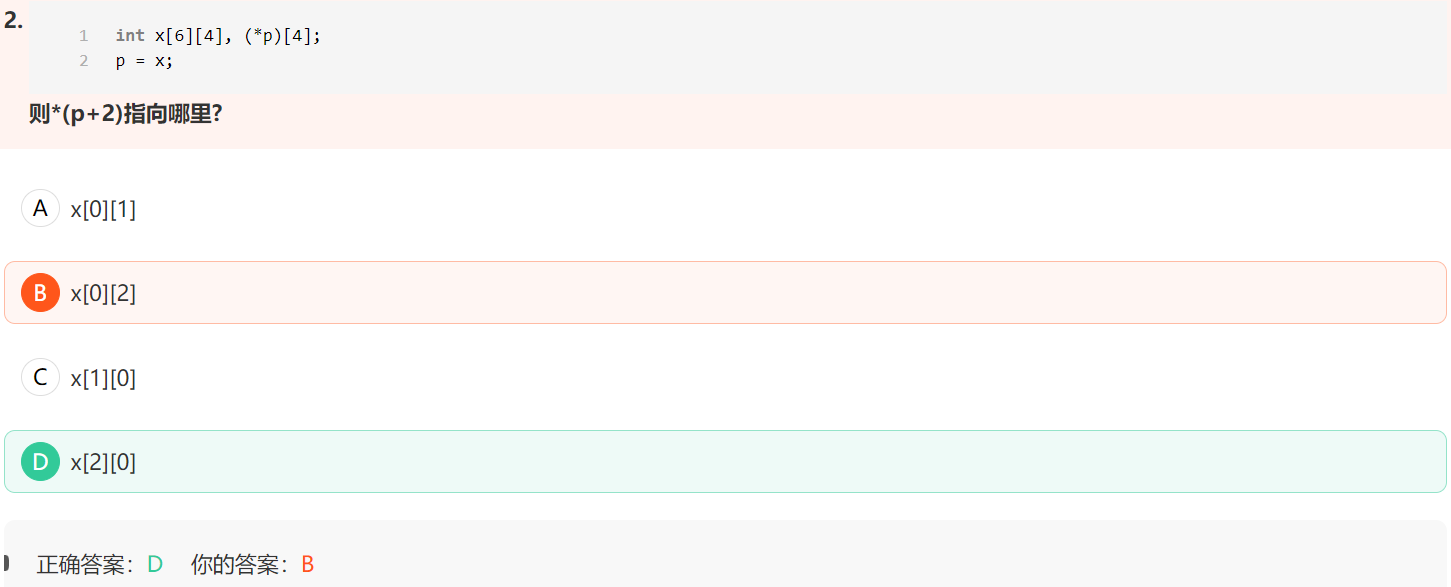 2.
1 int x[6][4], (*p)[4];
2 p = x;
则*(p+2)指向哪里?
A x[0][1]
B x[0][2]
C x[1][0]
D x[2][0]
正确答案：D 你的答案：B